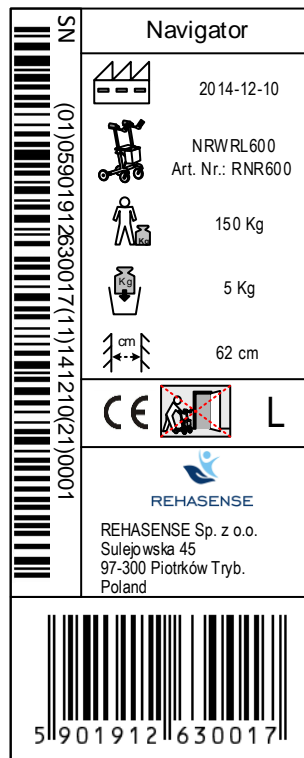 Navigator
SN
(01)05901912630017(11)141210(21)0001
2014-12-10
NRWRL600
Art. Nr.: RNR600
Kg
150 Kg
Kg
5 Kg
cm
62 cm
CE
L
REHASENSE
REHASENSE Sp. z o.o.
Sulejowska 45
97-300 Piotrków Tryb.
Poland
5 901912 630017